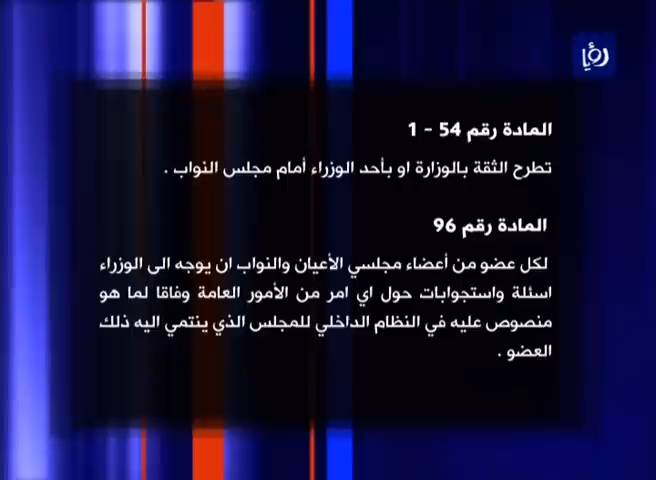 رؤيا
المادة رقم 54 - 1
تطرح الثقة بالوزارة او بأحد الوزراء أمام مجلس النواب .
المادة رقم 96
لكل عضو من أعضاء مجلسي الأعيان والنواب ان يوجه الى الوزراء
اسئلة واستجوابات حول اي امر من الأمور العامة وفاقا لما هو
منصوص عليه في النظام الداخلي للمجلس الذي ينتمي اليه ذلك
العضو .